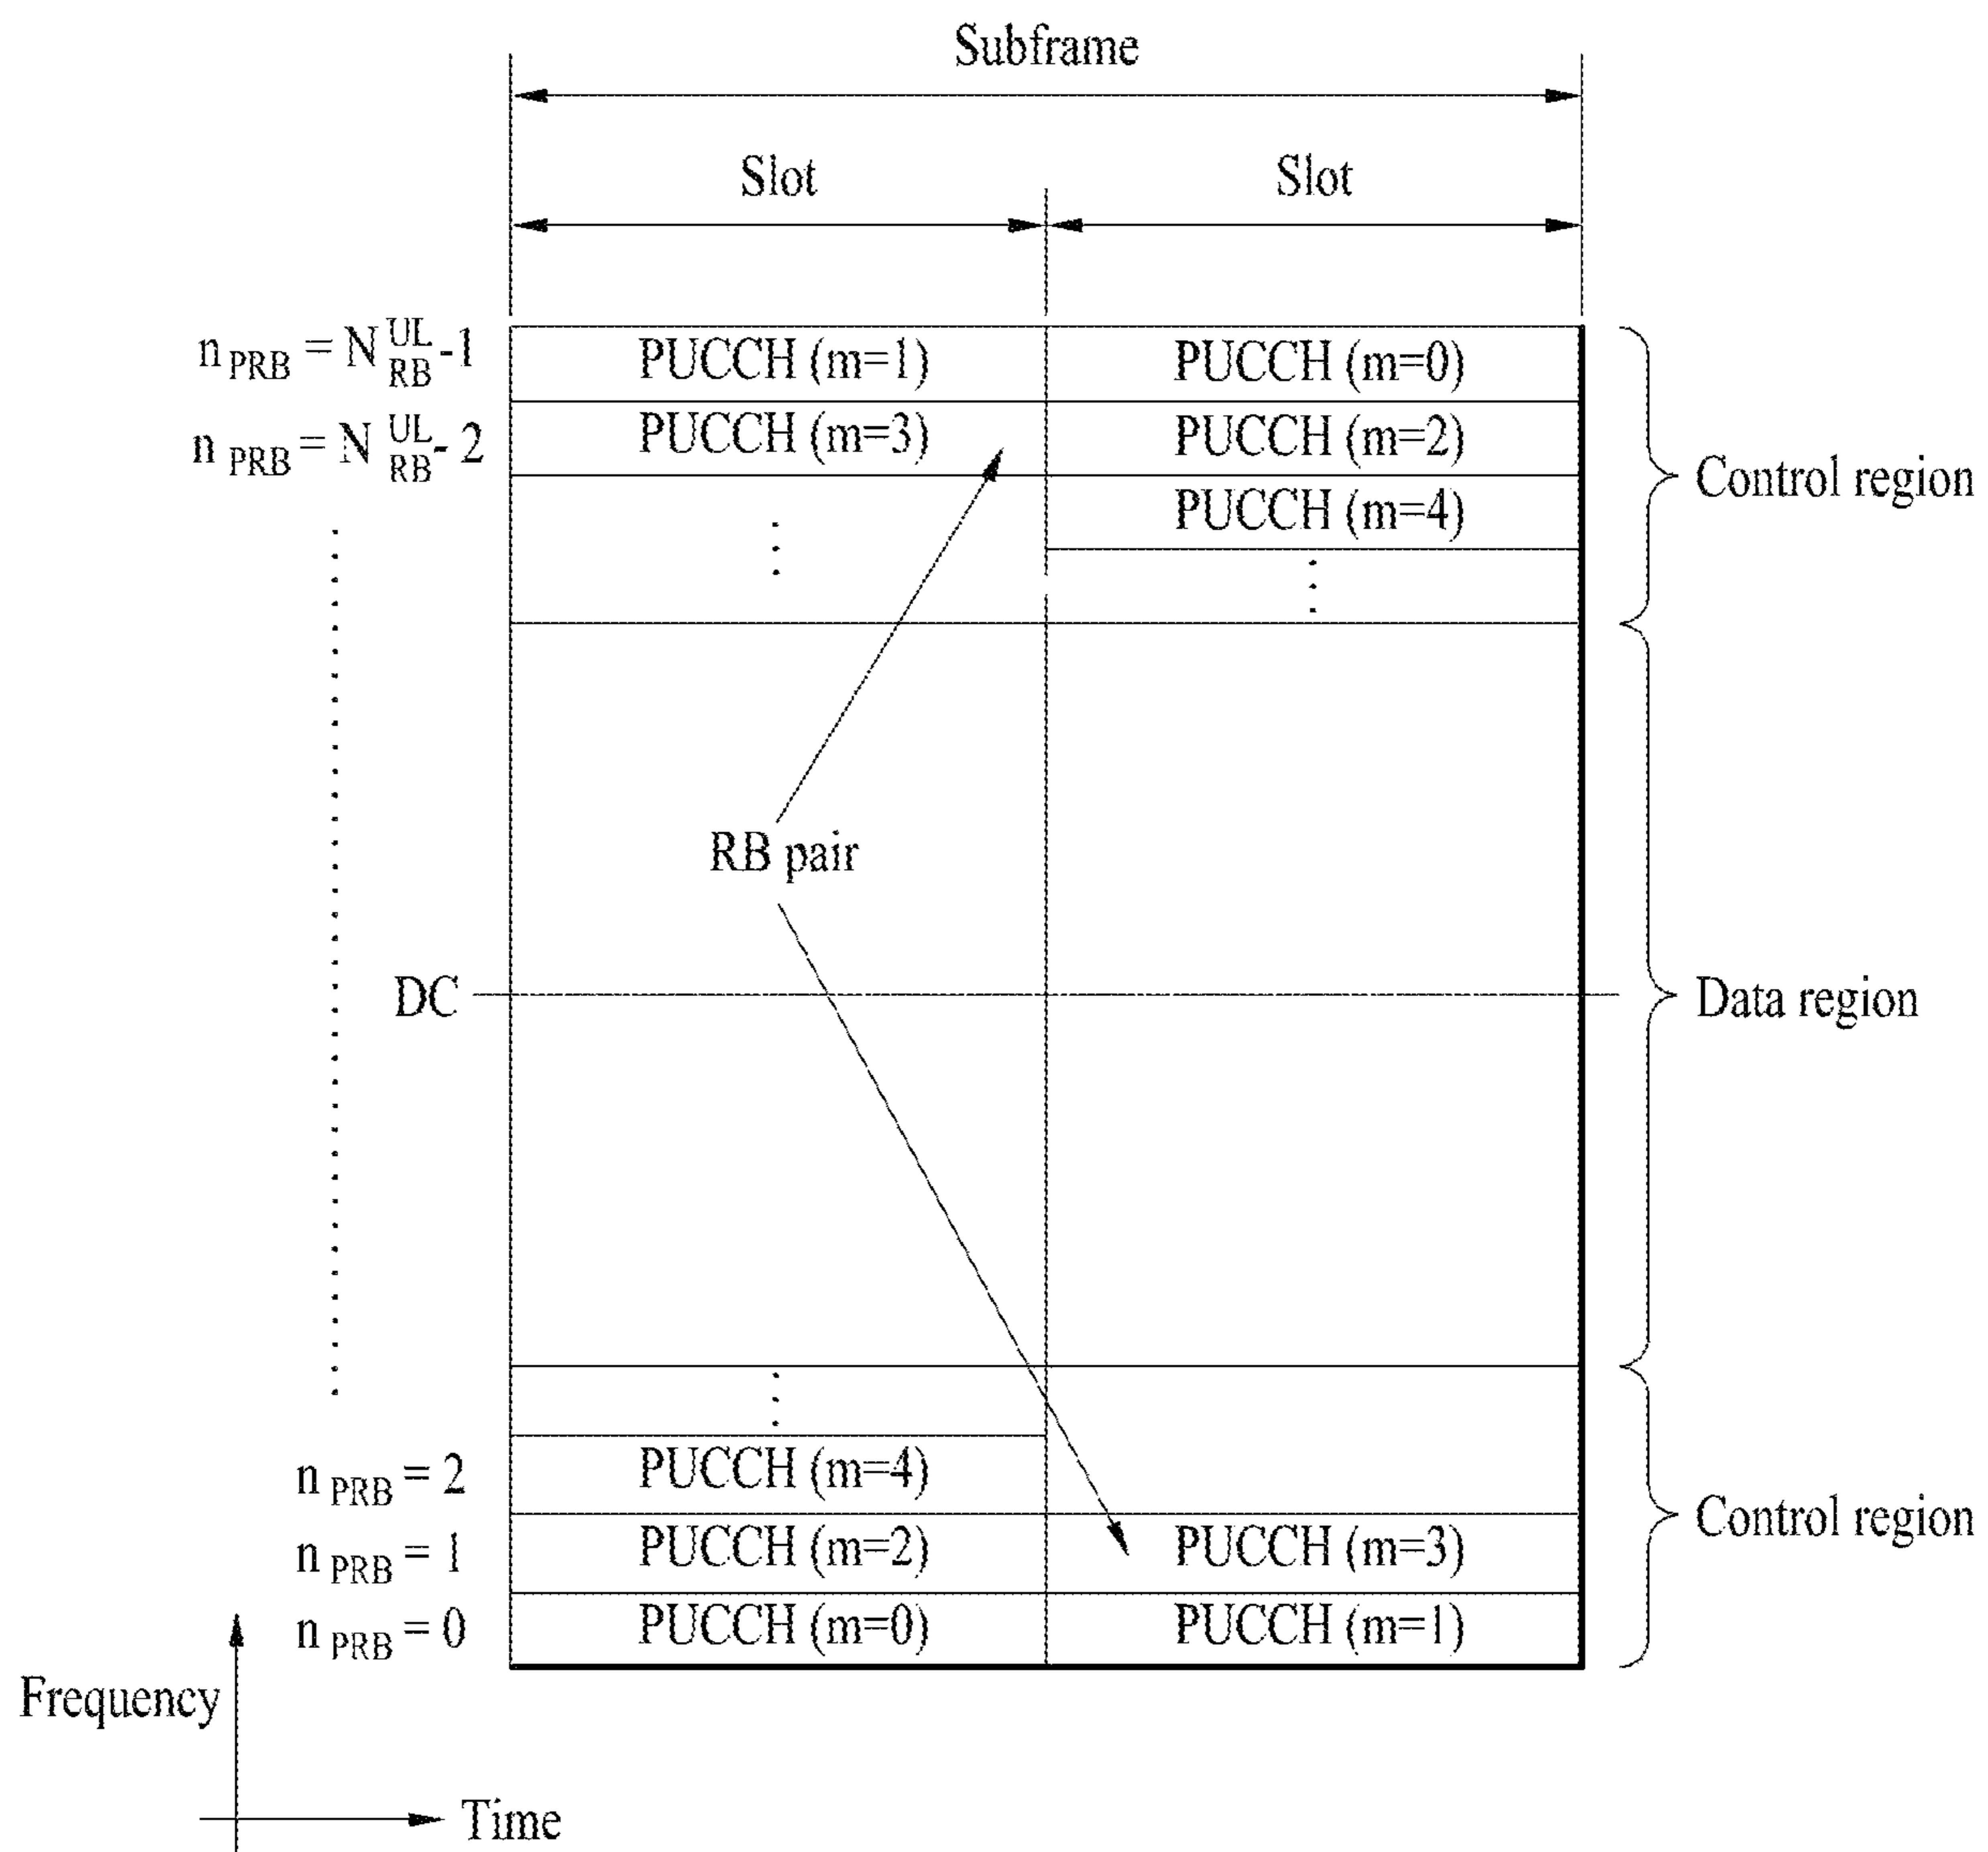 Subframe
Slot Slot
n PRB = N UL RB -1 PUCCH (m=1) PUCCH (m=0)
n PRB = N UL RB - 2 PUCCH (m=3) PUCCH (m=2)
Control region
PUCCH (m=4)
RB pair
DC
Data region
n PRB = 2 PUCCH (m=4)
Control region
n PRB = 1 PUCCH (m=2) PUCCH (m=3)
n PRB = 0 PUCCH (m=0) PUCCH (m=1)
Frequency
Time